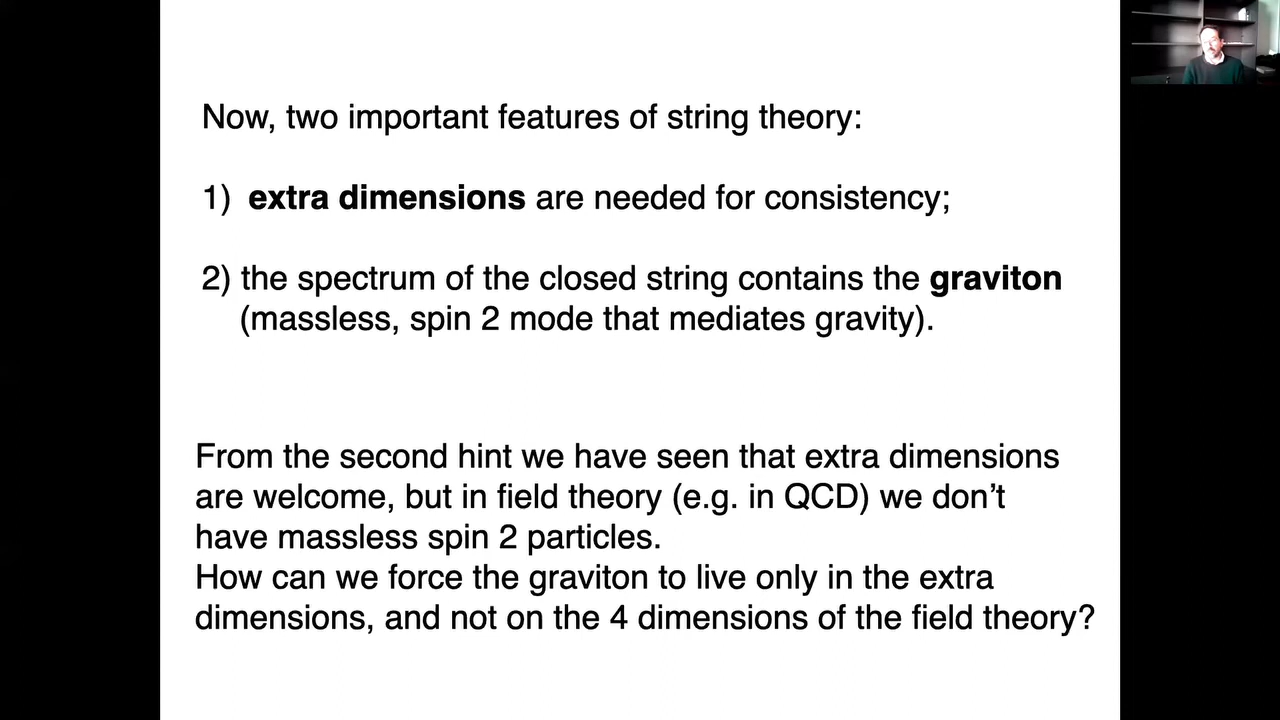 Now, two important features of string theory:
1) extra dimensions are needed for consistency;
2) the spectrum of the closed string contains the graviton
(massless, spin 2 mode that mediates gravity).
From the second hint we have seen that extra dimensions
are welcome, but in field theory (e.g. in QCD) we don’t
have massless spin 2 particles.
How can we force the graviton to live only in the extra
dimensions, and not on the 4 dimensions of the field theory?